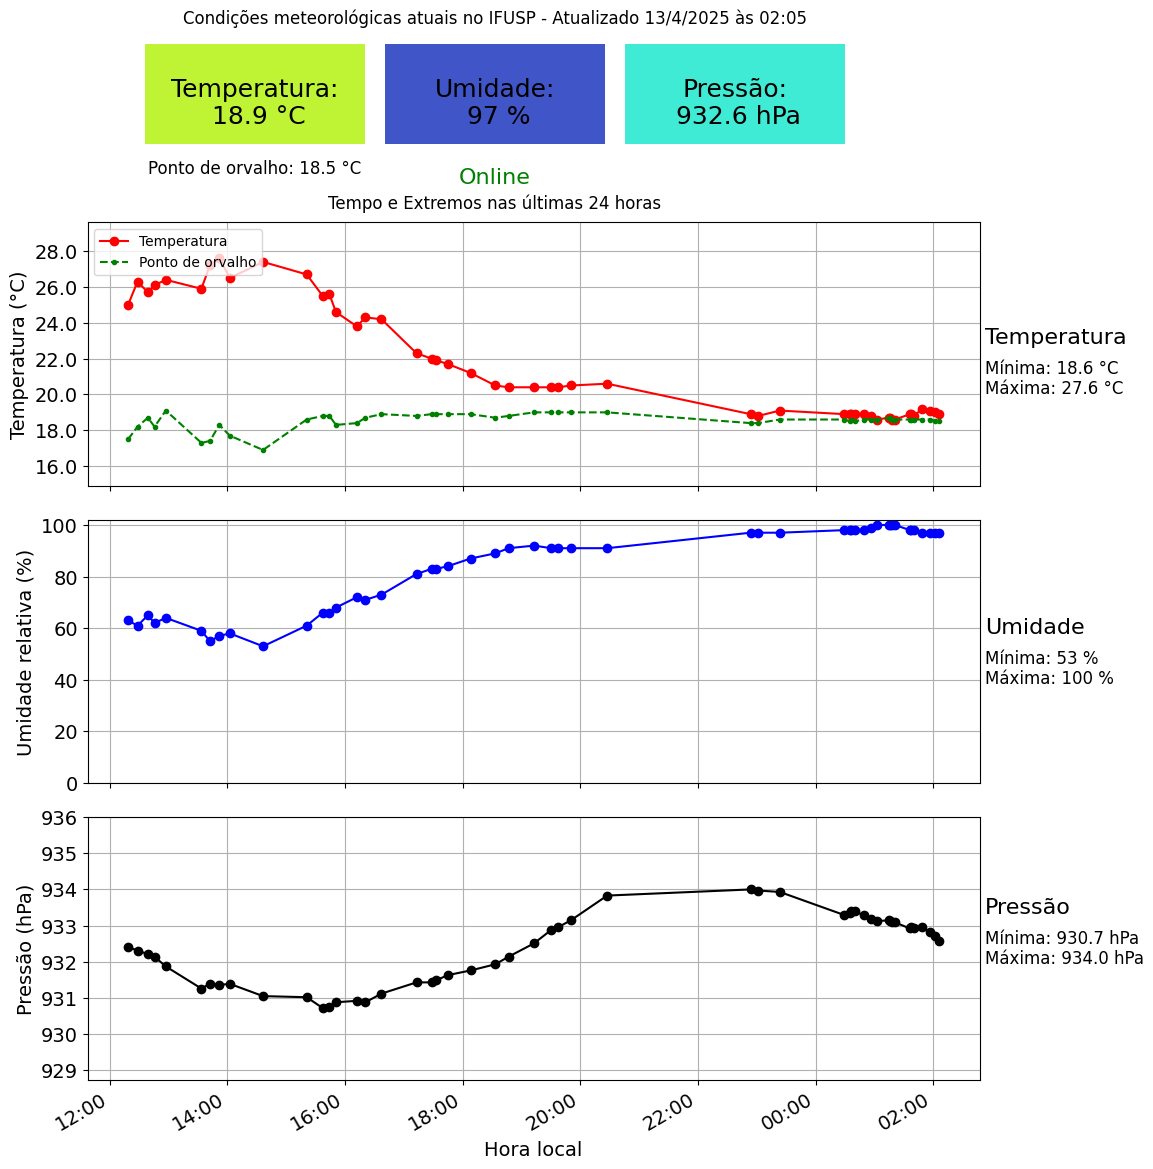 Condições meteorológicas atuais no IFUSP - Atualizado 13/4/2025 às 02:05
Temperatura:
18.9 °C
Umidade:
97 %
Pressão:
932.6 hPa
Ponto de orvalho: 18.5 °C
Online
Tempo e Extremos nas últimas 24 horas
Temperatura (°C)
28.0
26.0
24.0
22.0
20.0
18.0
16.0
Temperatura
Ponto de orvalho
Temperatura
Mínima: 18.6 °C
Máxima: 27.6 °C
Umidade relativa (%)
100
80
60
40
20
0
Umidade
Mínima: 53 %
Máxima: 100 %
Pressão (hPa)
936
935
934
933
932
931
930
929
Pressão
Mínima: 930.7 hPa
Máxima: 934.0 hPa
12:00
14:00
16:00
18:00
20:00
22:00
00:00
02:00
Hora local